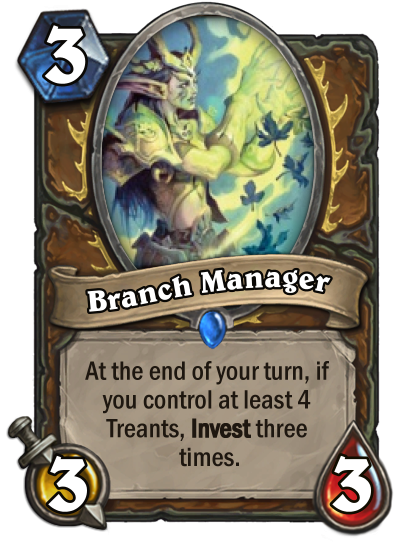 3
Branch Manager
At the end of your turn, if
you control at least 4
Treants, Invest three
times.
3
3